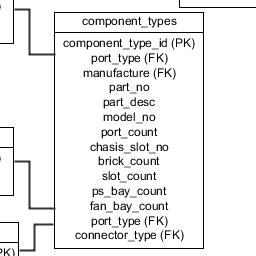 component_types
component_type_id (PK)
port_type (FK)
manufacture (FK)
part_no
part_desc
model_no
port_count
chasis_slot_no
brick_count
slot_count
ps_bay_count
fan_bay_count
port_type (FK)
connector_type (FK)
PK)